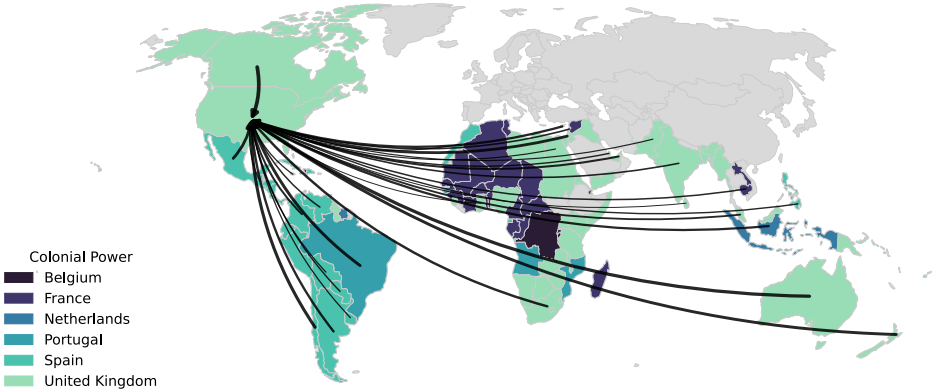 Colonial Power
Belgium
France
Netherlands
Portugal
Spain
United Kingdom